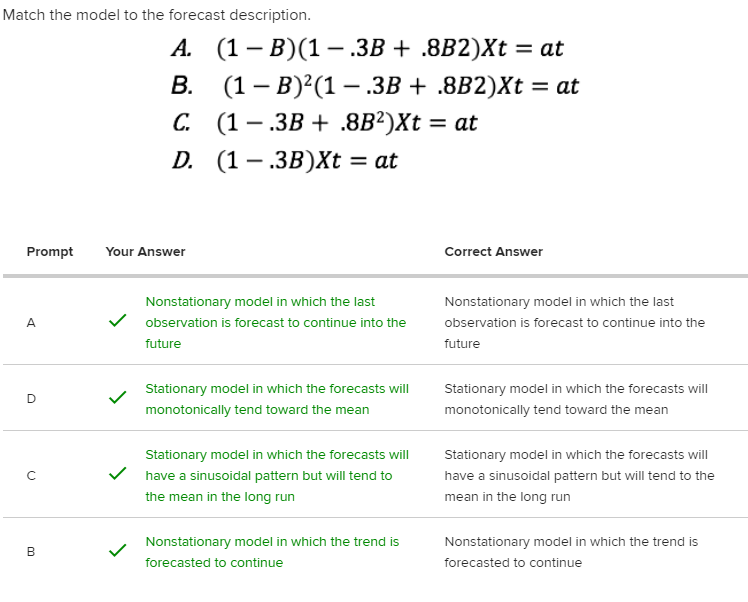 Match the model to the forecast description.
A. (1 − B)(1 − .3B + .8B2)Xt = at
B. (1 − B)²(1 − .3B + .8B2)Xt = at
C. (1 − .3B + .8B²)Xt = at
D. (1 − .3B)Xt = at
Prompt Your Answer Correct Answer
A
Nonstationary model in which the last
observation is forecast to continue into the
future
Nonstationary model in which the last
observation is forecast to continue into the
future
D
Stationary model in which the forecasts will
monotonically tend toward the mean
Stationary model in which the forecasts will
monotonically tend toward the mean
C
Stationary model in which the forecasts will
have a sinusoidal pattern but will tend to
the mean in the long run
Stationary model in which the forecasts will
have a sinusoidal pattern but will tend to the
mean in the long run
B
Nonstationary model in which the trend is
forecasted to continue
Nonstationary model in which the trend is
forecasted to continue